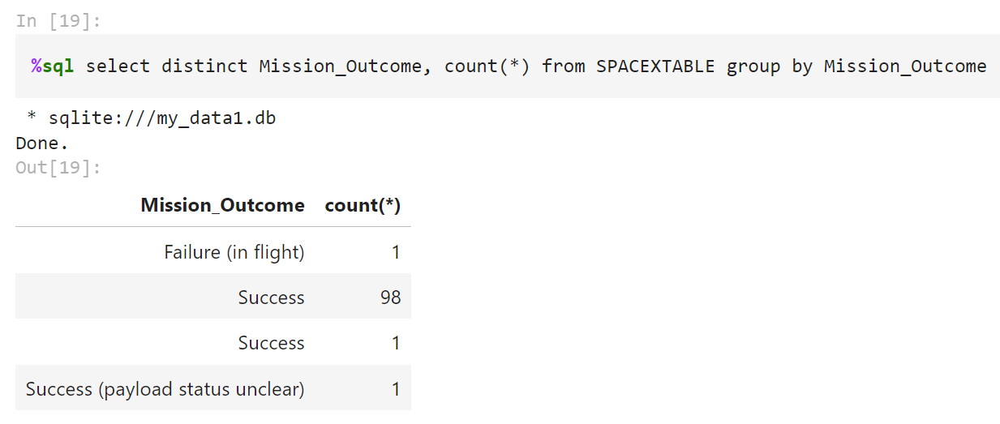 In [19]:
%sql select distinct Mission_Outcome, count(*) from SPACEXTABLE group by Mission_Outcome
* sqlite:///my_data1.db
Done.
Out[19]:
Mission_Outcome count(*)
Failure (in flight) 1
Success 98
Success 1
Success (payload status unclear) 1